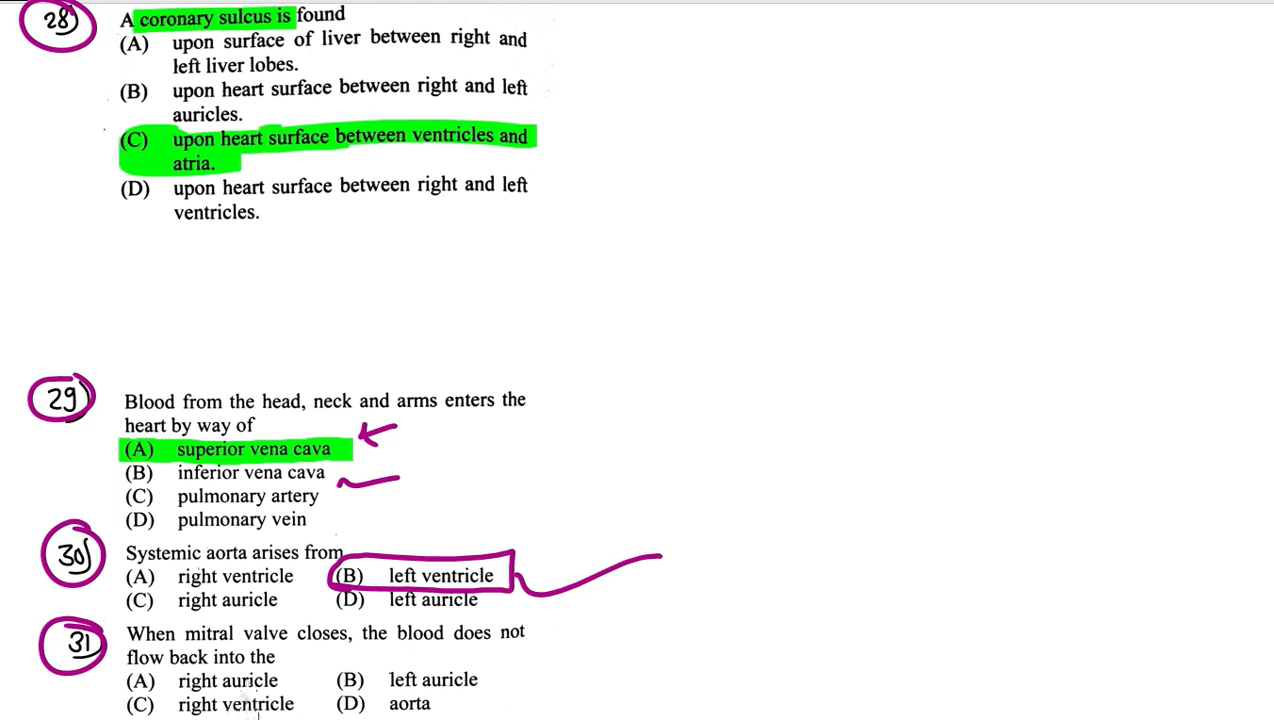 28)
A coronary sulcus is found
(A) upon surface of liver between right and
left liver lobes.
(B) upon heart surface between right and left
auricles.
(C) upon heart surface between ventricles and
atria.
(D) upon heart surface between right and left
ventricles.
29)
Blood from the head, neck and arms enters the
heart by way of
(A) superior vena cava
(B) inferior vena cava
(C) pulmonary artery
(D) pulmonary vein
30)
Systemic aorta arises from
(A) right ventricle (B) left ventricle
(C) right auricle (D) left auricle
31)
When mitral valve closes, the blood does not
flow back into the
(A) right auricle (B) left auricle
(C) right ventricle (D) aorta